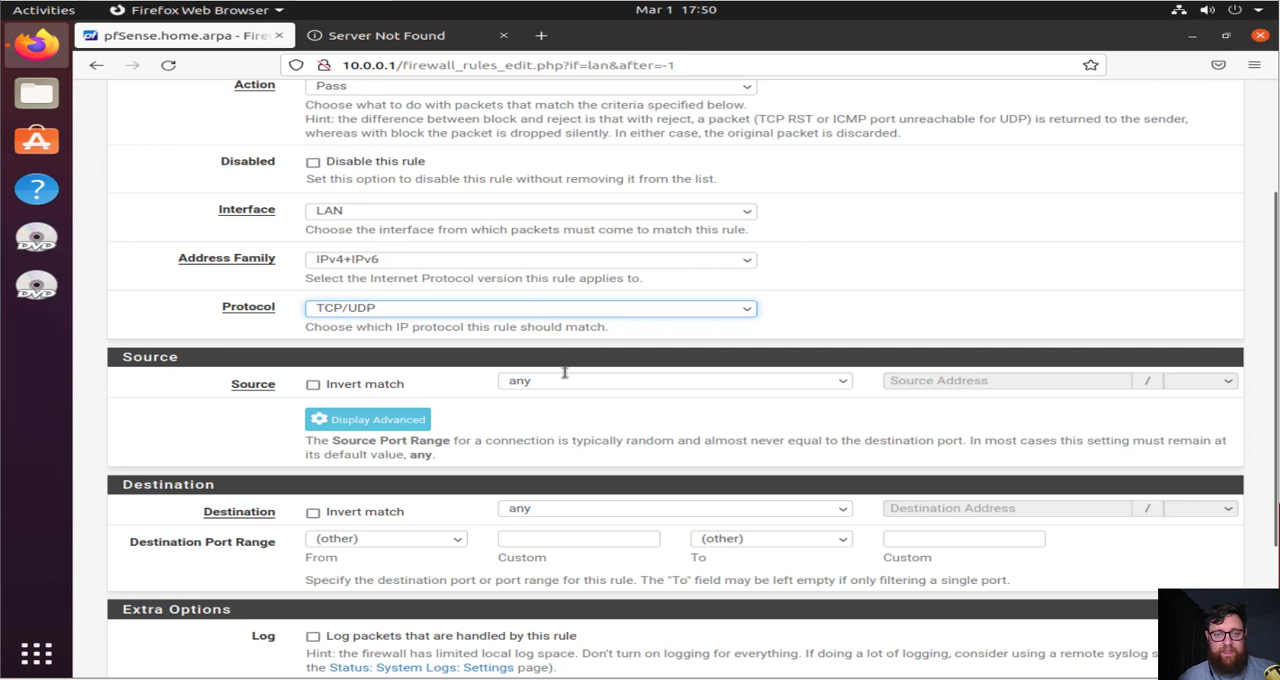 Activities
Firefox Web Browser
Mar 1 17:50
pfSense.home.arpa - Fire
Server Not Found
10.0.0.1/firewall_rules_edit.php?if=lan&after=-1
Action
Pass
Choose what to do with packets that match the criteria specified below.
Hint: the difference between block and reject is that with reject, a packet (TCP RST or ICMP port unreachable for UDP) is returned to the sender,
whereas with block the packet is dropped silently. In either case, the original packet is discarded.
Disabled
Disable this rule
Set this option to disable this rule without removing it from the list.
Interface
LAN
Choose the interface from which packets must come to match this rule.
Address Family
IPv4+IPv6
Select the Internet Protocol version this rule applies to.
Protocol
TCP/UDP
Choose which IP protocol this rule should match.
Source
Source
Invert match
any
Source Address
/
Display Advanced
The Source Port Range for a connection is typically random and almost never equal to the destination port. In most cases this setting must remain at
its default value, any.
Destination
Destination
Invert match
any
Destination Address
/
Destination Port Range
(other)
(other)
From
Custom
To
Custom
Specify the destination port or port range for this rule. The "To" field may be left empty if only filtering a single port.
Extra Options
Log
Log packets that are handled by this rule
Hint: the firewall has limited local log space. Don't turn on logging for everything. If doing a lot of logging, consider using a remote syslog s
the Status: System Logs: Settings page).
DVD
DVD